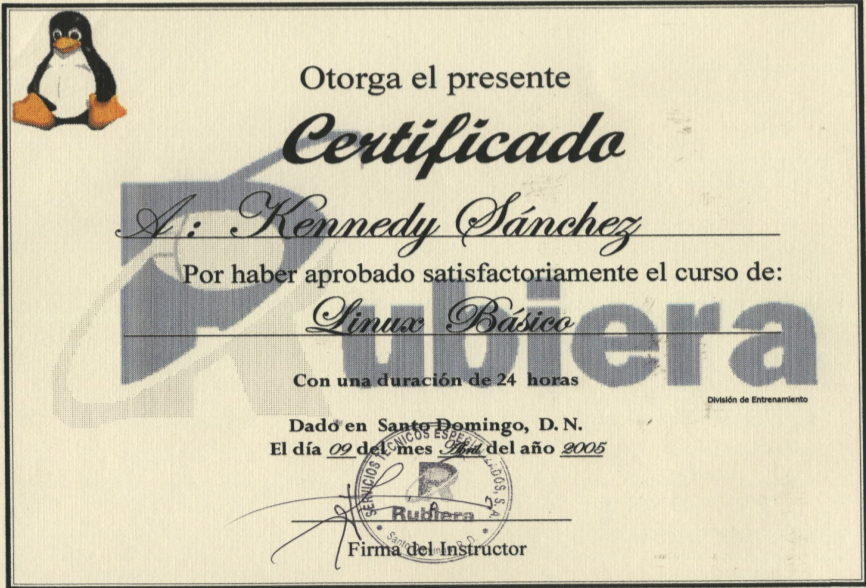 Otorga el presente
Certificado
A: Kennedy Sánchez
Por haber aprobado satisfactoriamente el curso de:
Linux Básico
Rubiera
Con una duración de 24 horas
División de Entrenamiento
Dado en Santo Domingo, D. N.
El día 09 del mes Abril del año 2005
SERVICIOS TECNICOS ESPECIALIZADOS, S.A.
R
Rubiera
Santo Domingo, R. D.
Firma del Instructor